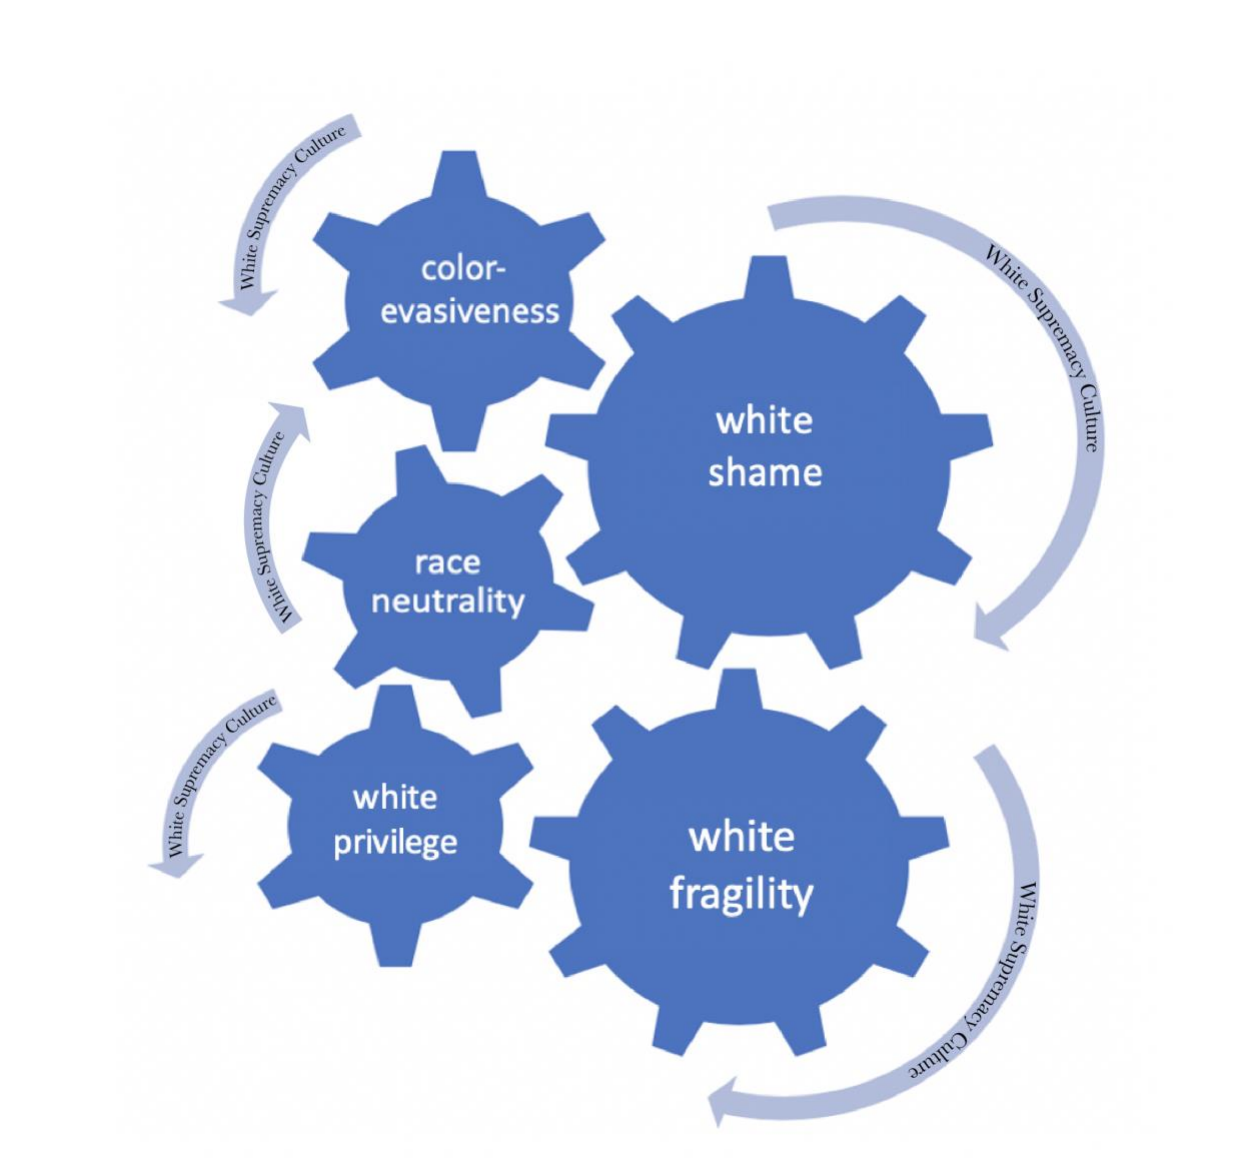 White Supremacy Culture
color-
evasiveness
White Supremacy Culture
white
shame
White Supremacy Culture
race
neutrality
White Supremacy Culture
white
privilege
white
fragility
White Supremacy Culture